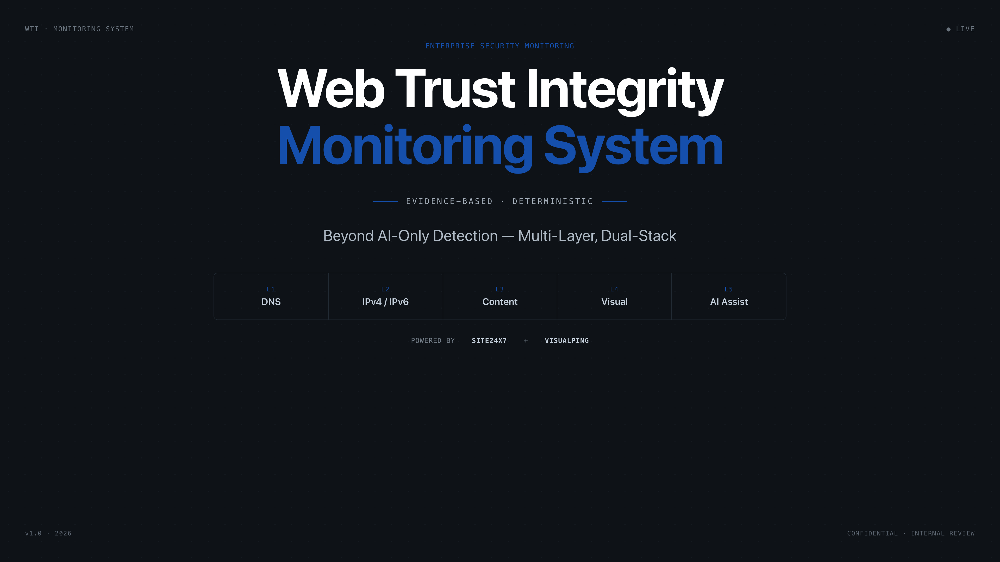 WTI · MONITORING SYSTEM
● LIVE
ENTERPRISE SECURITY MONITORING
Web Trust Integrity
Monitoring System
EVIDENCE–BASED · DETERMINISTIC
Beyond AI-Only Detection — Multi-Layer, Dual-Stack
L1
DNS
L2
IPv4 / IPv6
L3
Content
L4
Visual
L5
AI Assist
POWERED BY SITE24X7 + VISUALPING
v1.0 · 2026
CONFIDENTIAL · INTERNAL REVIEW